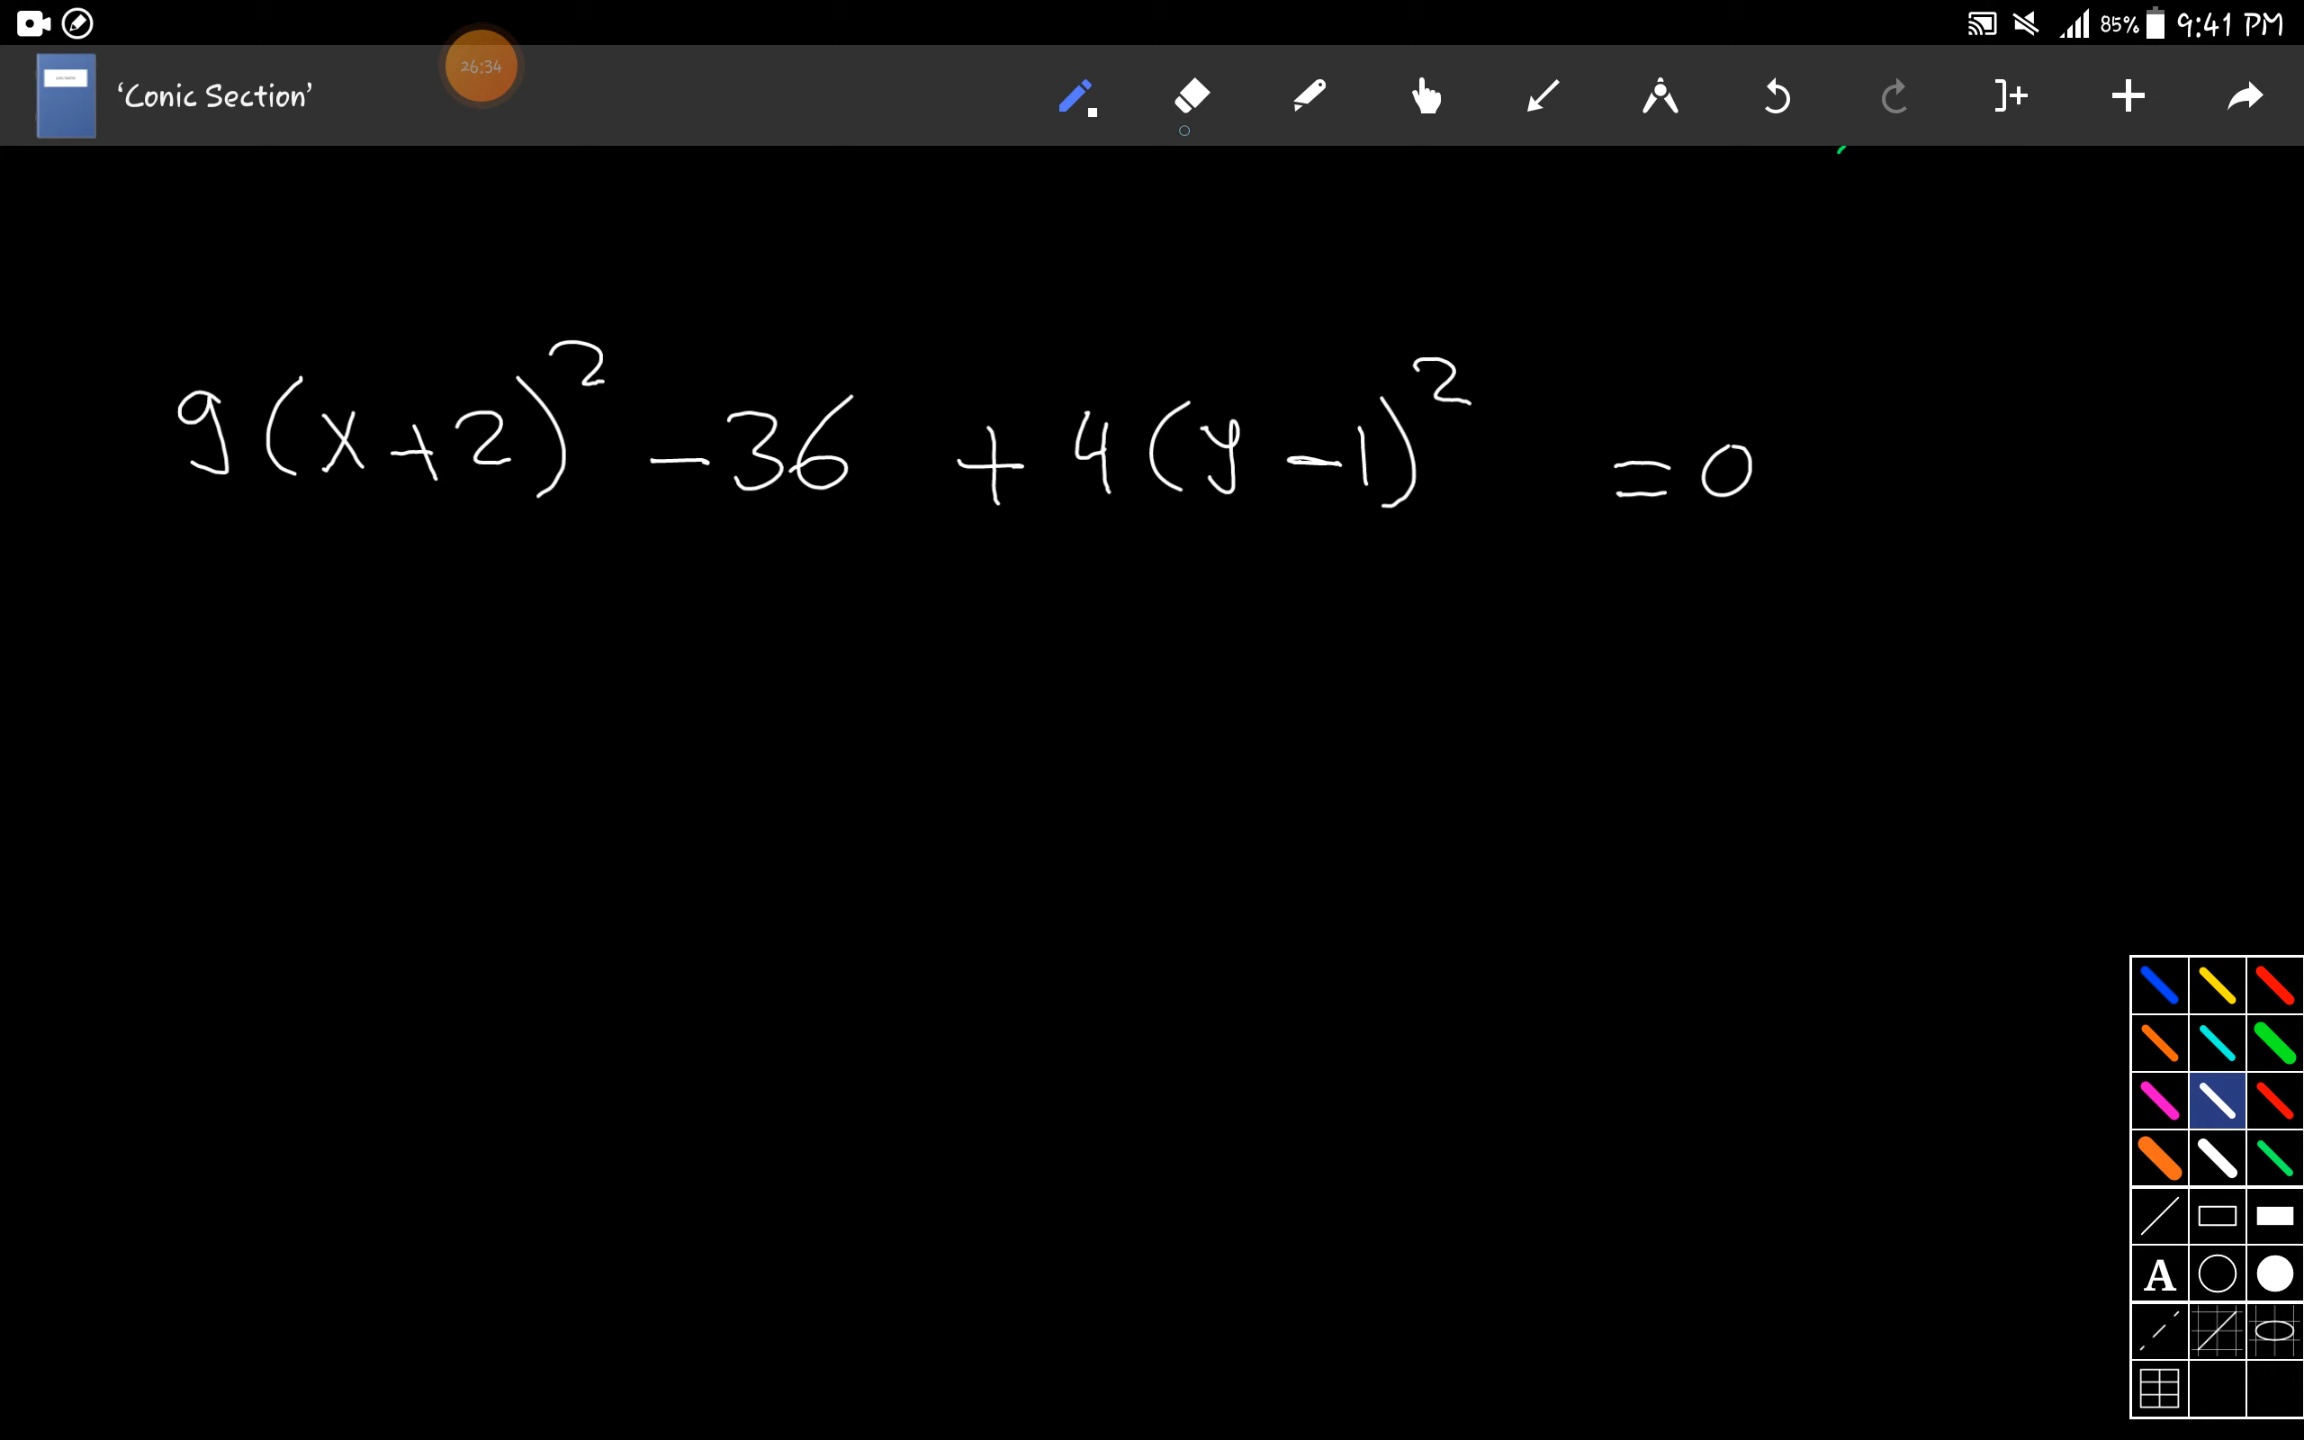 85% 9:41 PM
'Conic Section' 26:34 ]+
9(x+2)² -36 +4(y-1)² =0
A